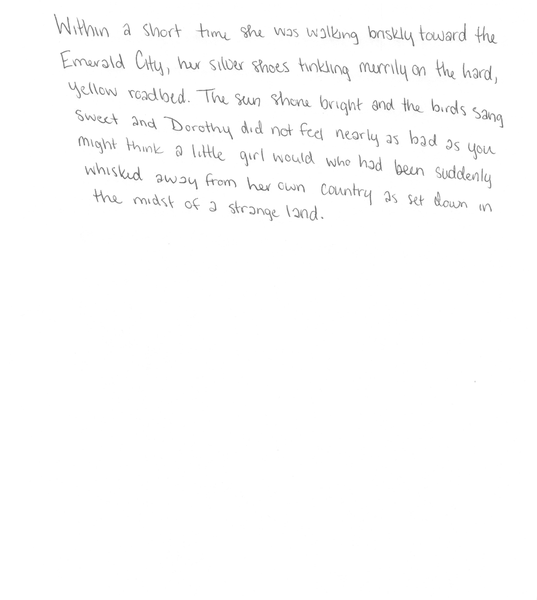 Within a short time she was walking briskly toward the
Emerald City, her silver shoes tinkling merrily on the hard,
yellow roadbed. The sun shone bright and the birds sang
sweet and Dorothy did not feel nearly as bad as you
might think a little girl would who had been suddenly
whisked away from her own country as set down in
the midst of a strange land.